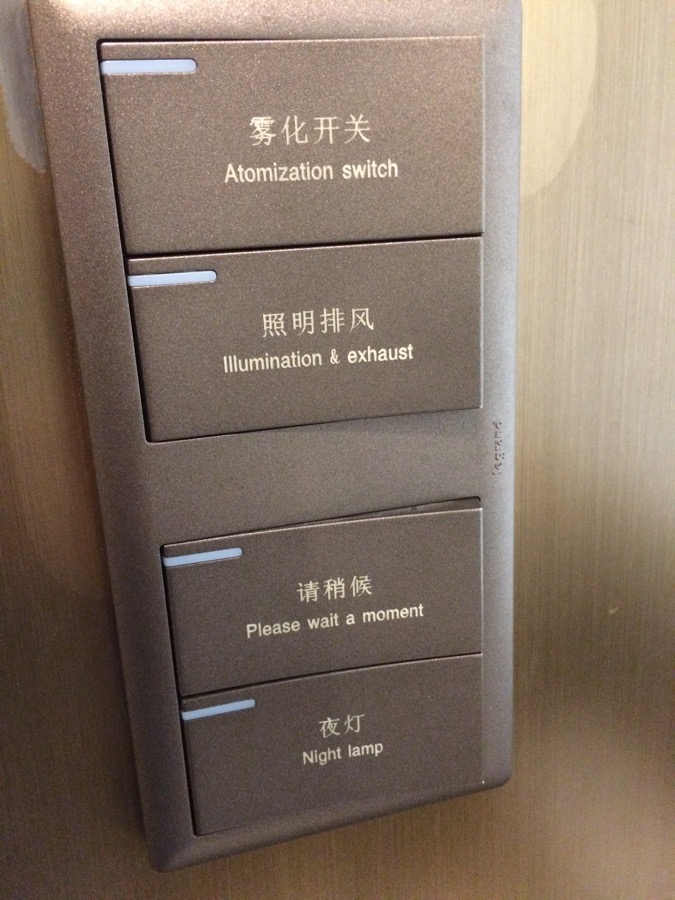 雾化开关
Atomization switch
照明排风
Illumination & exhaust
legrand
请稍候
Please wait a moment
夜灯
Night lamp